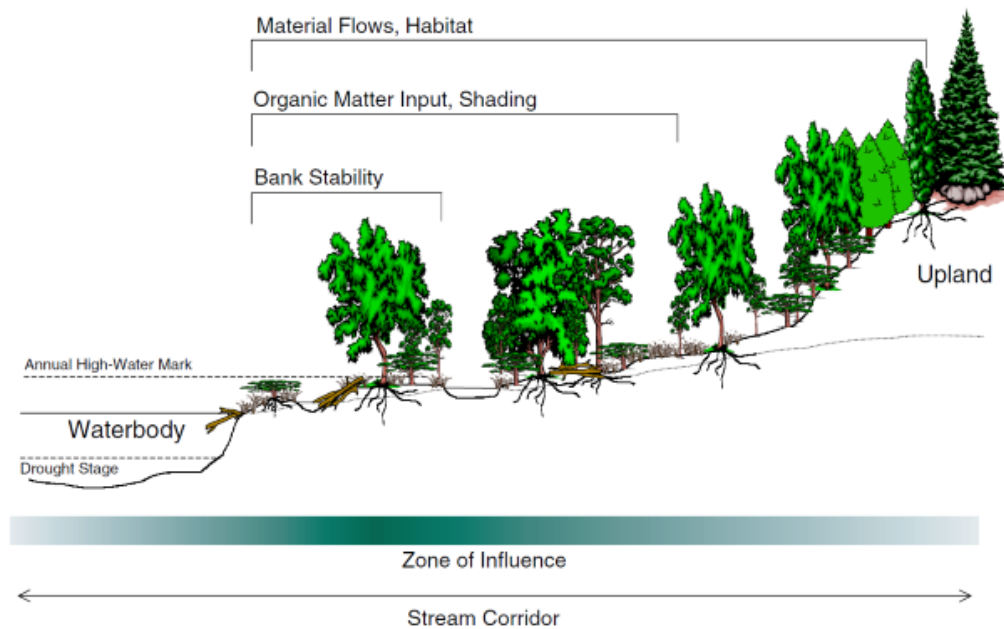 Material Flows, Habitat
Organic Matter Input, Shading
Bank Stability
Upland
Annual High-Water Mark
Waterbody
Drought Stage
Zone of Influence
Stream Corridor